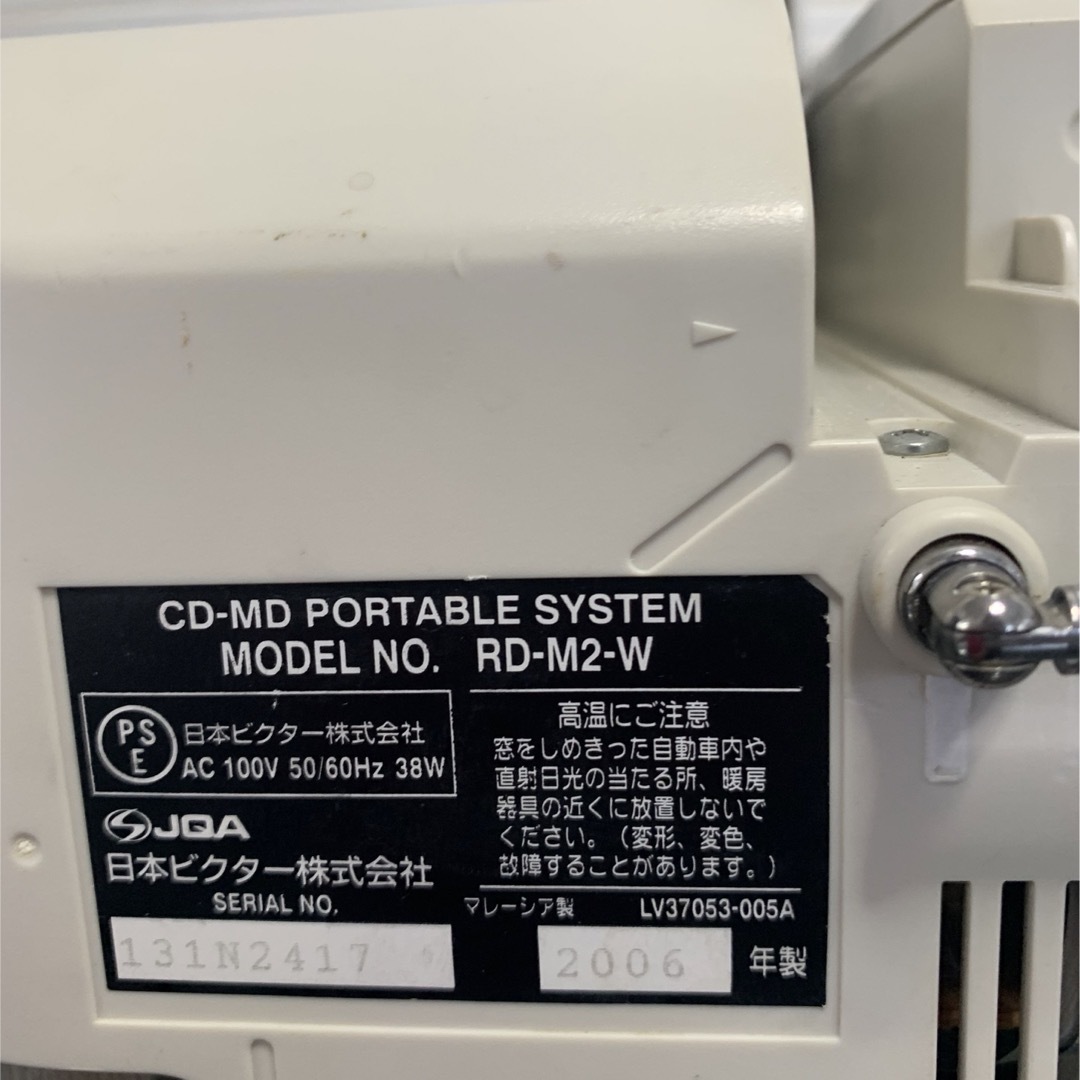 CD-MD PORTABLE SYSTEM
MODEL NO. RD-M2-W
PS
E
日本ビクター株式会社
AC 100V 50/60Hz 38W
JQA
日本ビクター株式会社
SERIAL NO.
131N2417
高温にご注意
窓をしめきった自動車内や
直射日光の当たる所、暖房
器具の近くに放置しないで
ください。（変形、変色、
故障することがあります。）
マレーシア製 LV37053-005A
2006 年製